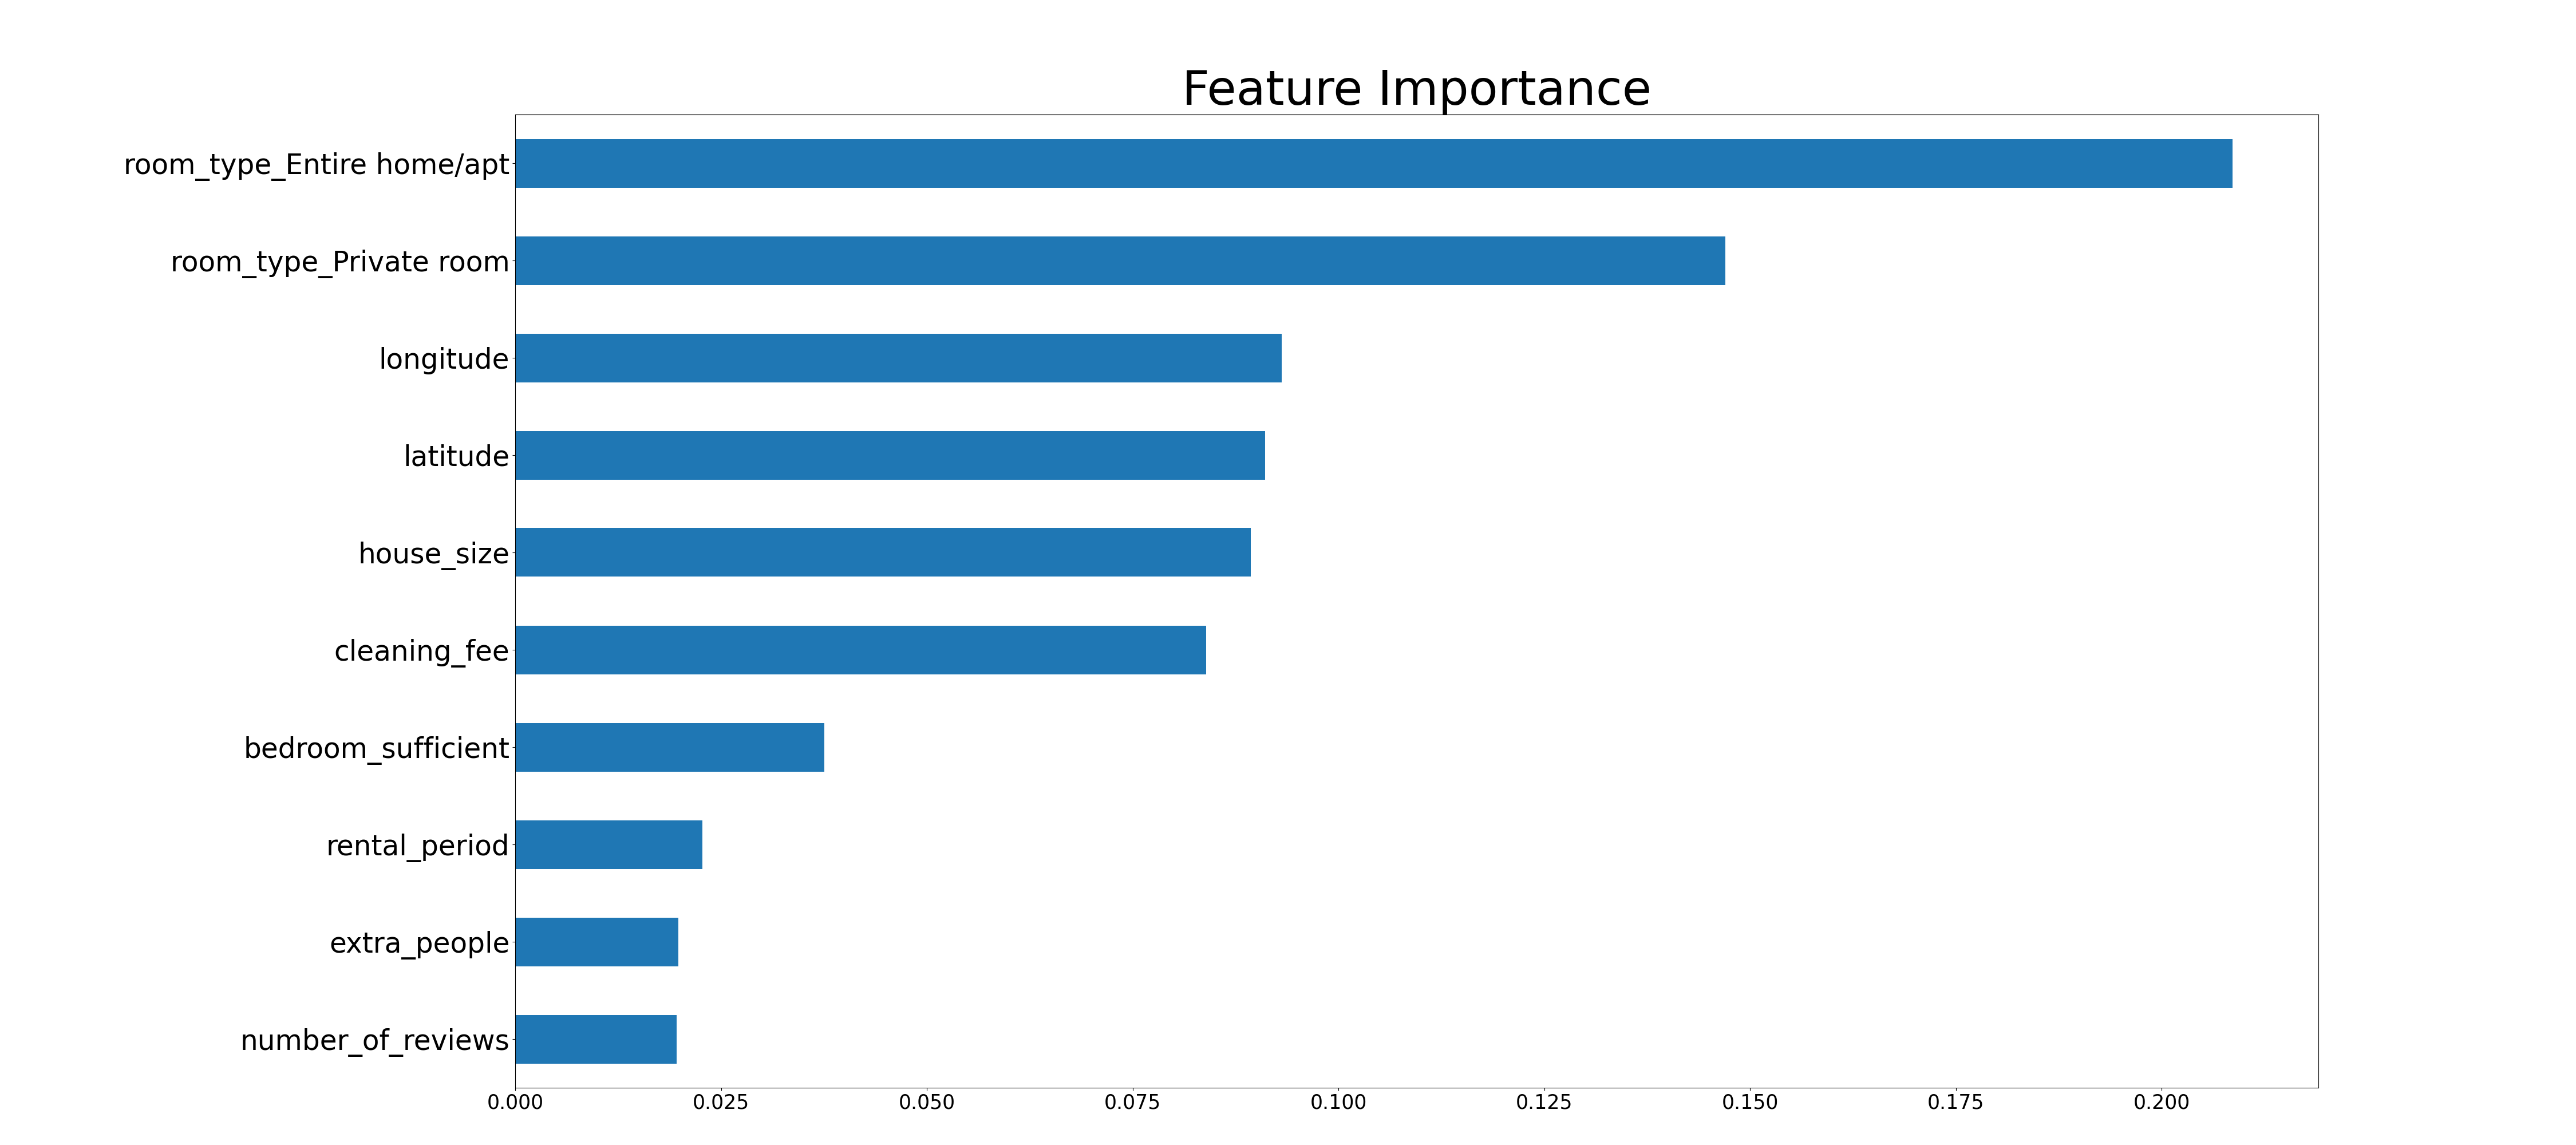 Feature Importance
room_type_Entire home/apt
room_type_Private room
longitude
latitude
house_size
cleaning_fee
bedroom_sufficient
rental_period
extra_people
number_of_reviews
0.000 0.025 0.050 0.075 0.100 0.125 0.150 0.175 0.200